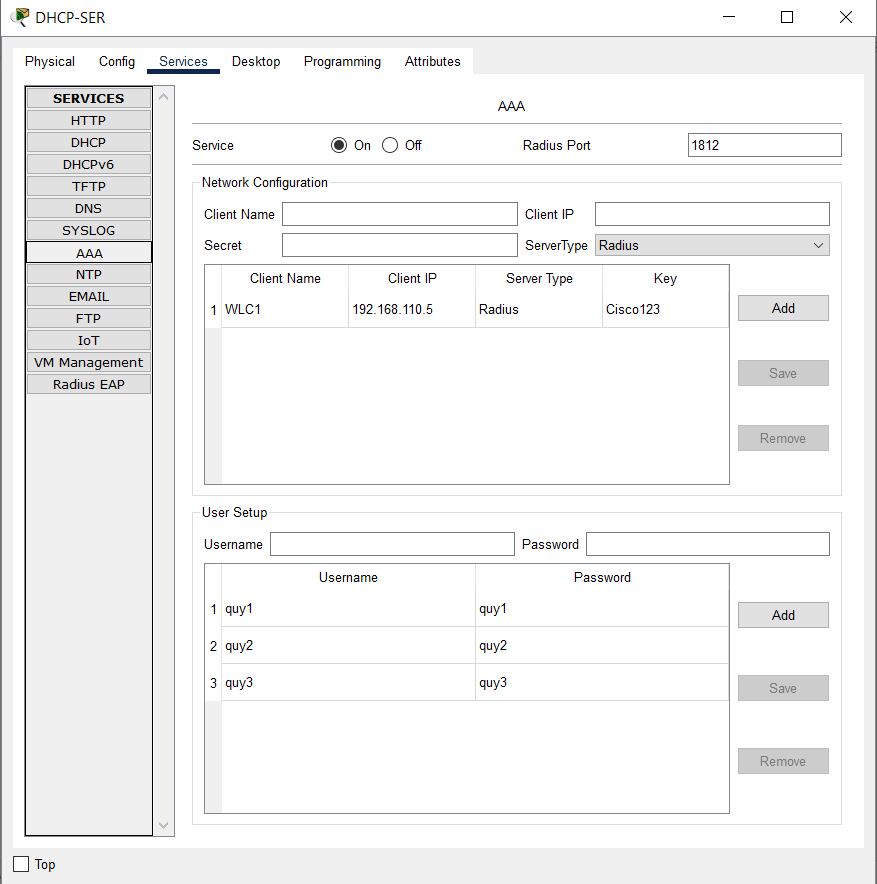 DHCP-SER
Physical Config Services Desktop Programming Attributes
SERVICES
HTTP
DHCP
DHCPv6
TFTP
DNS
SYSLOG
AAA
NTP
EMAIL
FTP
IoT
VM Management
Radius EAP
AAA
Service On Off Radius Port 1812
Network Configuration
Client Name Client IP
Secret ServerType Radius
Client Name Client IP Server Type Key
1 WLC1 192.168.110.5 Radius Cisco123
Add
Save
Remove
User Setup
Username Password
Username Password
1 quy1 quy1
2 quy2 quy2
3 quy3 quy3
Add
Save
Remove
Top